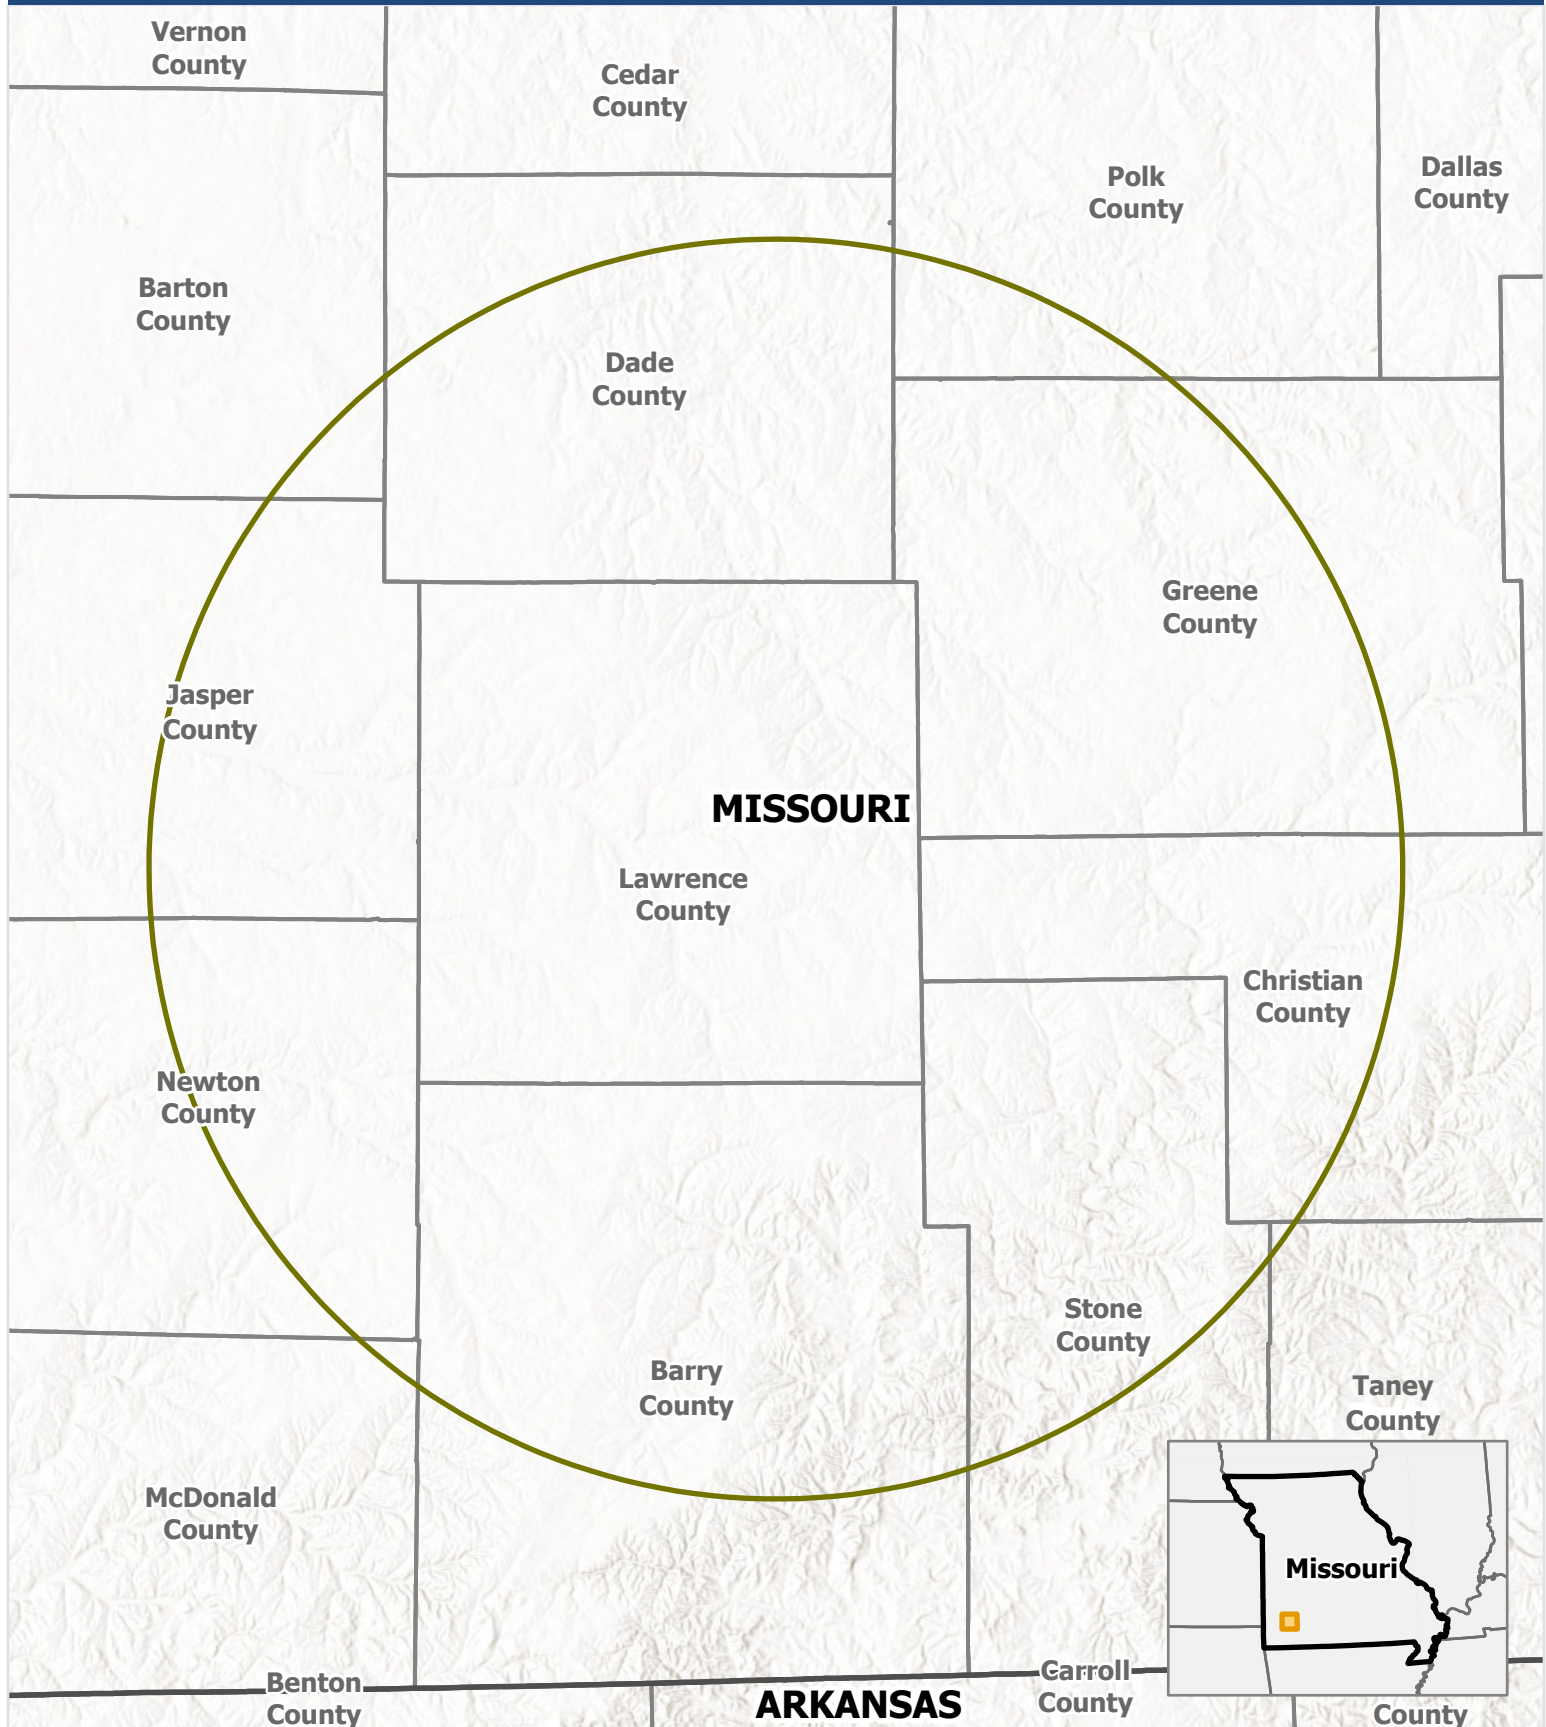 Vernon
County
Cedar
County
Polk
County
Dallas
County
Barton
County
Dade
County
Greene
County
Jasper
County
MISSOURI
Lawrence
County
Christian
County
Newton
County
Stone
County
Barry
County
Taney
County
McDonald
County
Missouri
Benton
County
ARKANSAS
Carroll
County
County